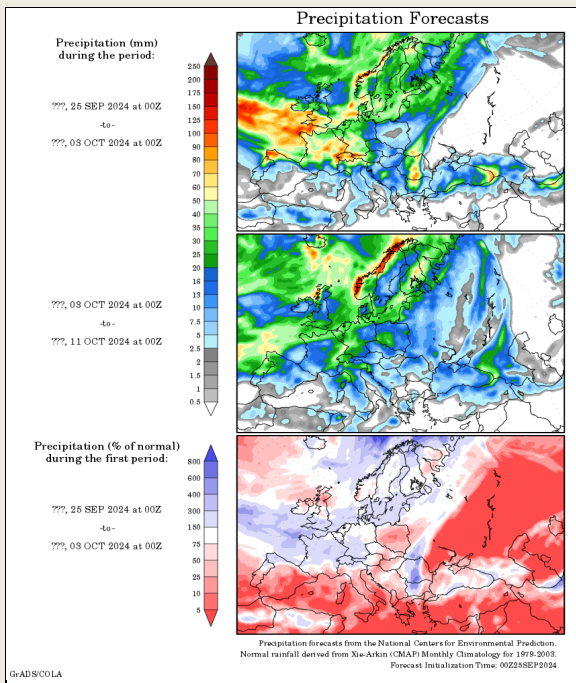 Precipitation Forecasts
Precipitation (mm)
during the period:
???, 25 SEP 2024 at 00Z
-to-
???, 03 OCT 2024 at 00Z
250
200
175
150
125
100
90
80
70
60
50
40
35
30
25
20
16
13
10
7.5
5
2.5
2
1.5
1
0.5
???, 03 OCT 2024 at 00Z
-to-
???, 11 OCT 2024 at 00Z
Precipitation (% of normal)
during the first period:
???, 25 SEP 2024 at 00Z
-to-
???, 03 OCT 2024 at 00Z
800
600
400
300
150
75
50
25
10
5
Precipitation forecasts from the National Centers for Environmental Prediction.
Normal rainfall derived from Xie-Arkin (CMAP) Monthly Climatology for 1979-2003.
Forecast Initialization Time: 00Z25SEP2024
GrADS/COLA